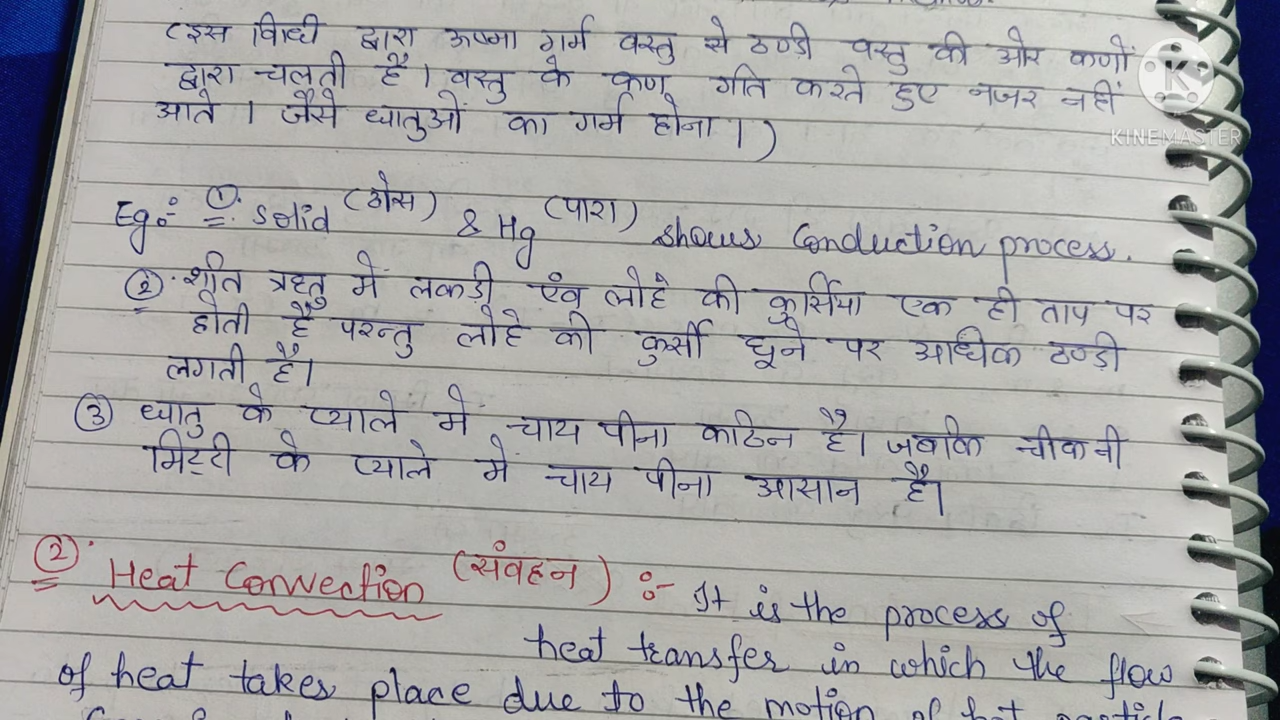 (इस विधी द्वारा ऊष्मा गर्म वस्तु से ठण्डी वस्तु की ओर कणों
द्वारा चलती है। वस्तु के कण गति करते हुए नजर नहीं
आते । जैसे धातुओं का गर्म होना।)
Eg:- ① Solid (ठोस) & Hg (पारा) shows Conduction process.
② शीत ऋतु में लकड़ी एंव लोहे की कुर्सिया एक ही ताप पर
होती है परन्तु लोहे की कुर्सी छूने पर अधिक ठण्डी
लगती है।
③ धातु के प्याले में चाय पीना कठिन है। जबकि चीकनी
मिट्टी के प्याले में चाय पीना आसान है।
② Heat Convection (संवहन) :- It is the process of
heat transfer in which the flow
of heat takes place due to the motion of hot
KINEMASTER